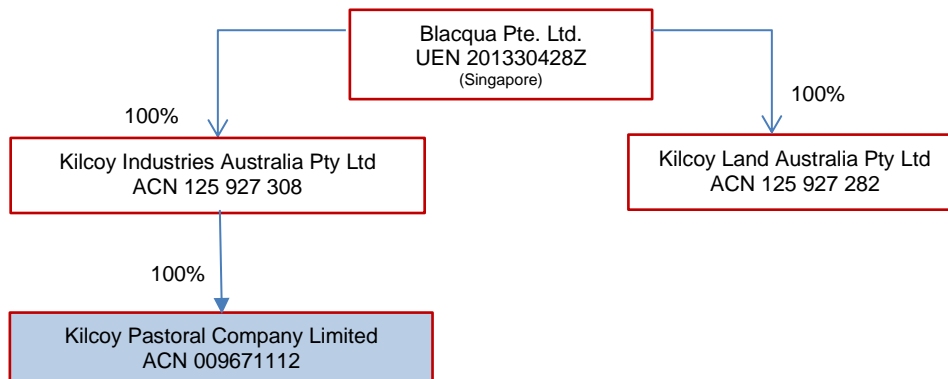 Blacqua Pte. Ltd.
UEN 201330428Z
(Singapore)
100%
100%
Kilcoy Industries Australia Pty Ltd
ACN 125 927 308
Kilcoy Land Australia Pty Ltd
ACN 125 927 282
100%
Kilcoy Pastoral Company Limited
ACN 009671112